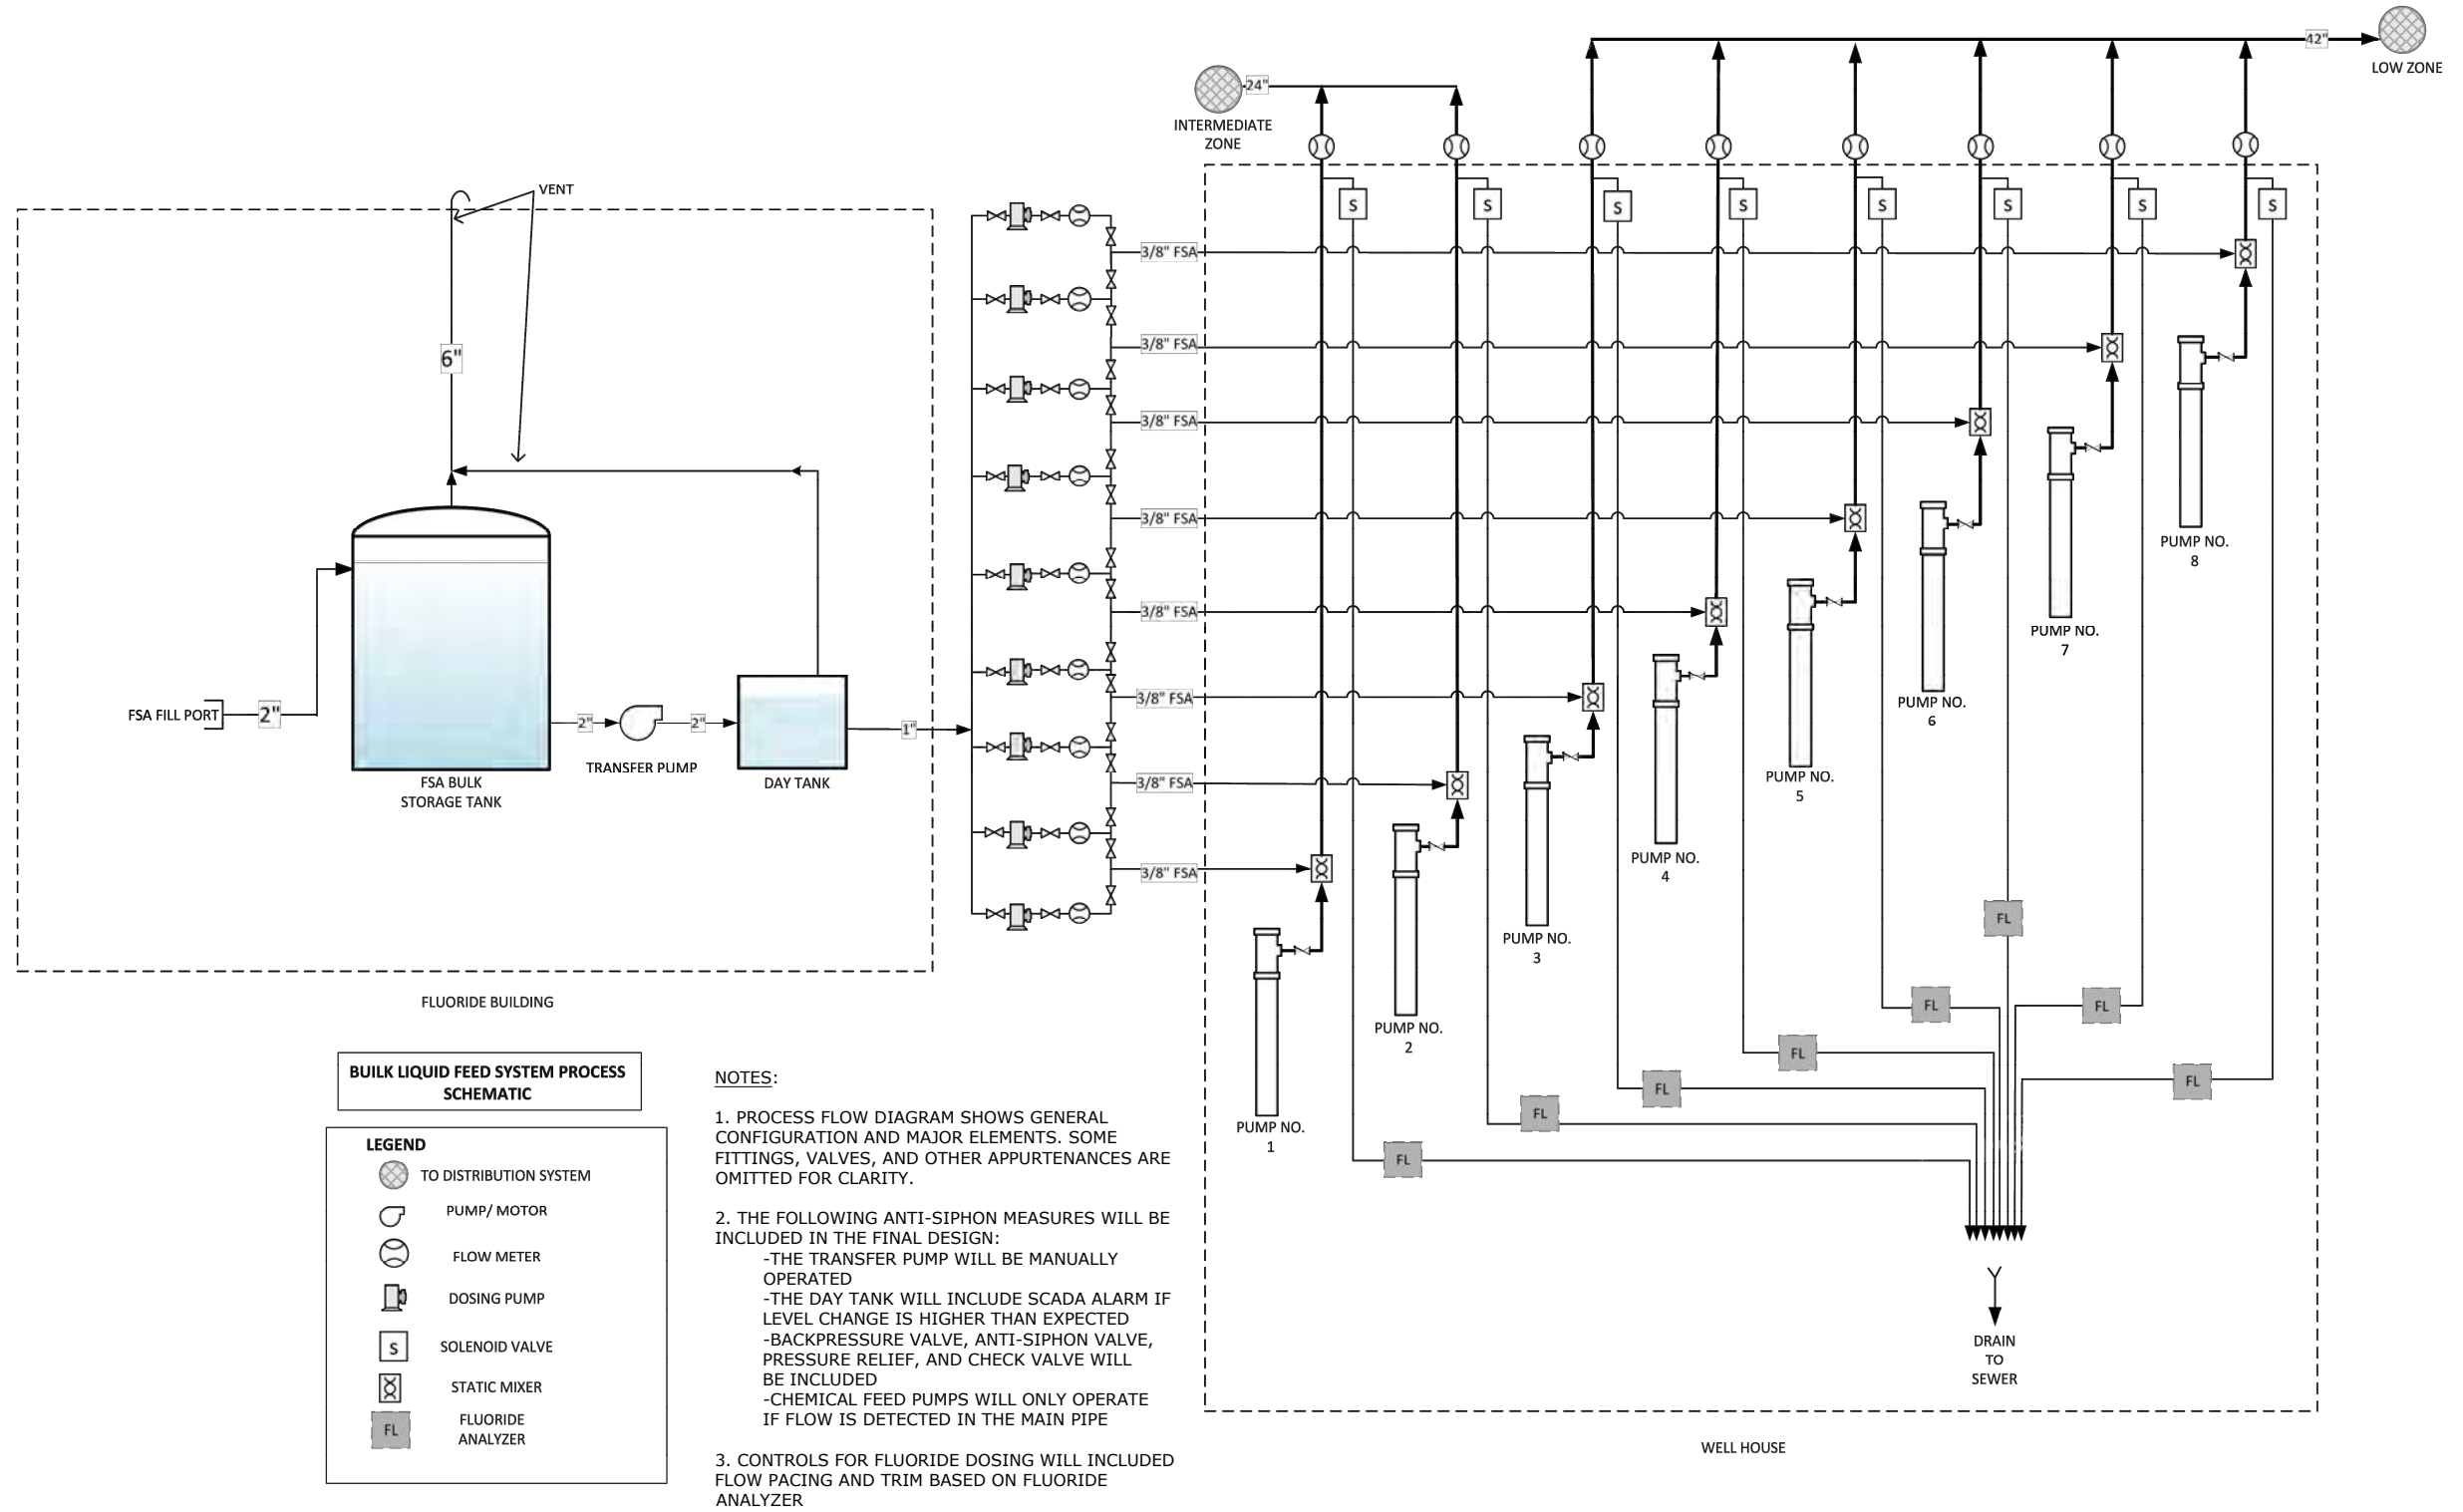 42"
LOW ZONE
24"
INTERMEDIATE
ZONE
VENT
S
S
S
S
S
S
S
S
3/8" FSA
3/8" FSA
3/8" FSA
3/8" FSA
3/8" FSA
3/8" FSA
3/8" FSA
3/8" FSA
6"
FSA FILL PORT
2"
2"
2"
1"
TRANSFER PUMP
DAY TANK
FSA BULK
STORAGE TANK
FLUORIDE BUILDING
PUMP NO.
8
PUMP NO.
7
PUMP NO.
6
PUMP NO.
5
PUMP NO.
4
PUMP NO.
3
PUMP NO.
2
PUMP NO.
1
FL
FL
FL
FL
FL
FL
FL
FL
DRAIN
TO
SEWER
WELL HOUSE
BUILK LIQUID FEED SYSTEM PROCESS
SCHEMATIC
LEGEND
TO DISTRIBUTION SYSTEM
PUMP/ MOTOR
FLOW METER
DOSING PUMP
S
SOLENOID VALVE
STATIC MIXER
FL
FLUORIDE
ANALYZER
NOTES:
1. PROCESS FLOW DIAGRAM SHOWS GENERAL
CONFIGURATION AND MAJOR ELEMENTS. SOME
FITTINGS, VALVES, AND OTHER APPURTENANCES ARE
OMITTED FOR CLARITY.
2. THE FOLLOWING ANTI-SIPHON MEASURES WILL BE
INCLUDED IN THE FINAL DESIGN:
-THE TRANSFER PUMP WILL BE MANUALLY
OPERATED
-THE DAY TANK WILL INCLUDE SCADA ALARM IF
LEVEL CHANGE IS HIGHER THAN EXPECTED
-BACKPRESSURE VALVE, ANTI-SIPHON VALVE,
PRESSURE RELIEF, AND CHECK VALVE WILL
BE INCLUDED
-CHEMICAL FEED PUMPS WILL ONLY OPERATE
IF FLOW IS DETECTED IN THE MAIN PIPE
3. CONTROLS FOR FLUORIDE DOSING WILL INCLUDED
FLOW PACING AND TRIM BASED ON FLUORIDE
ANALYZER